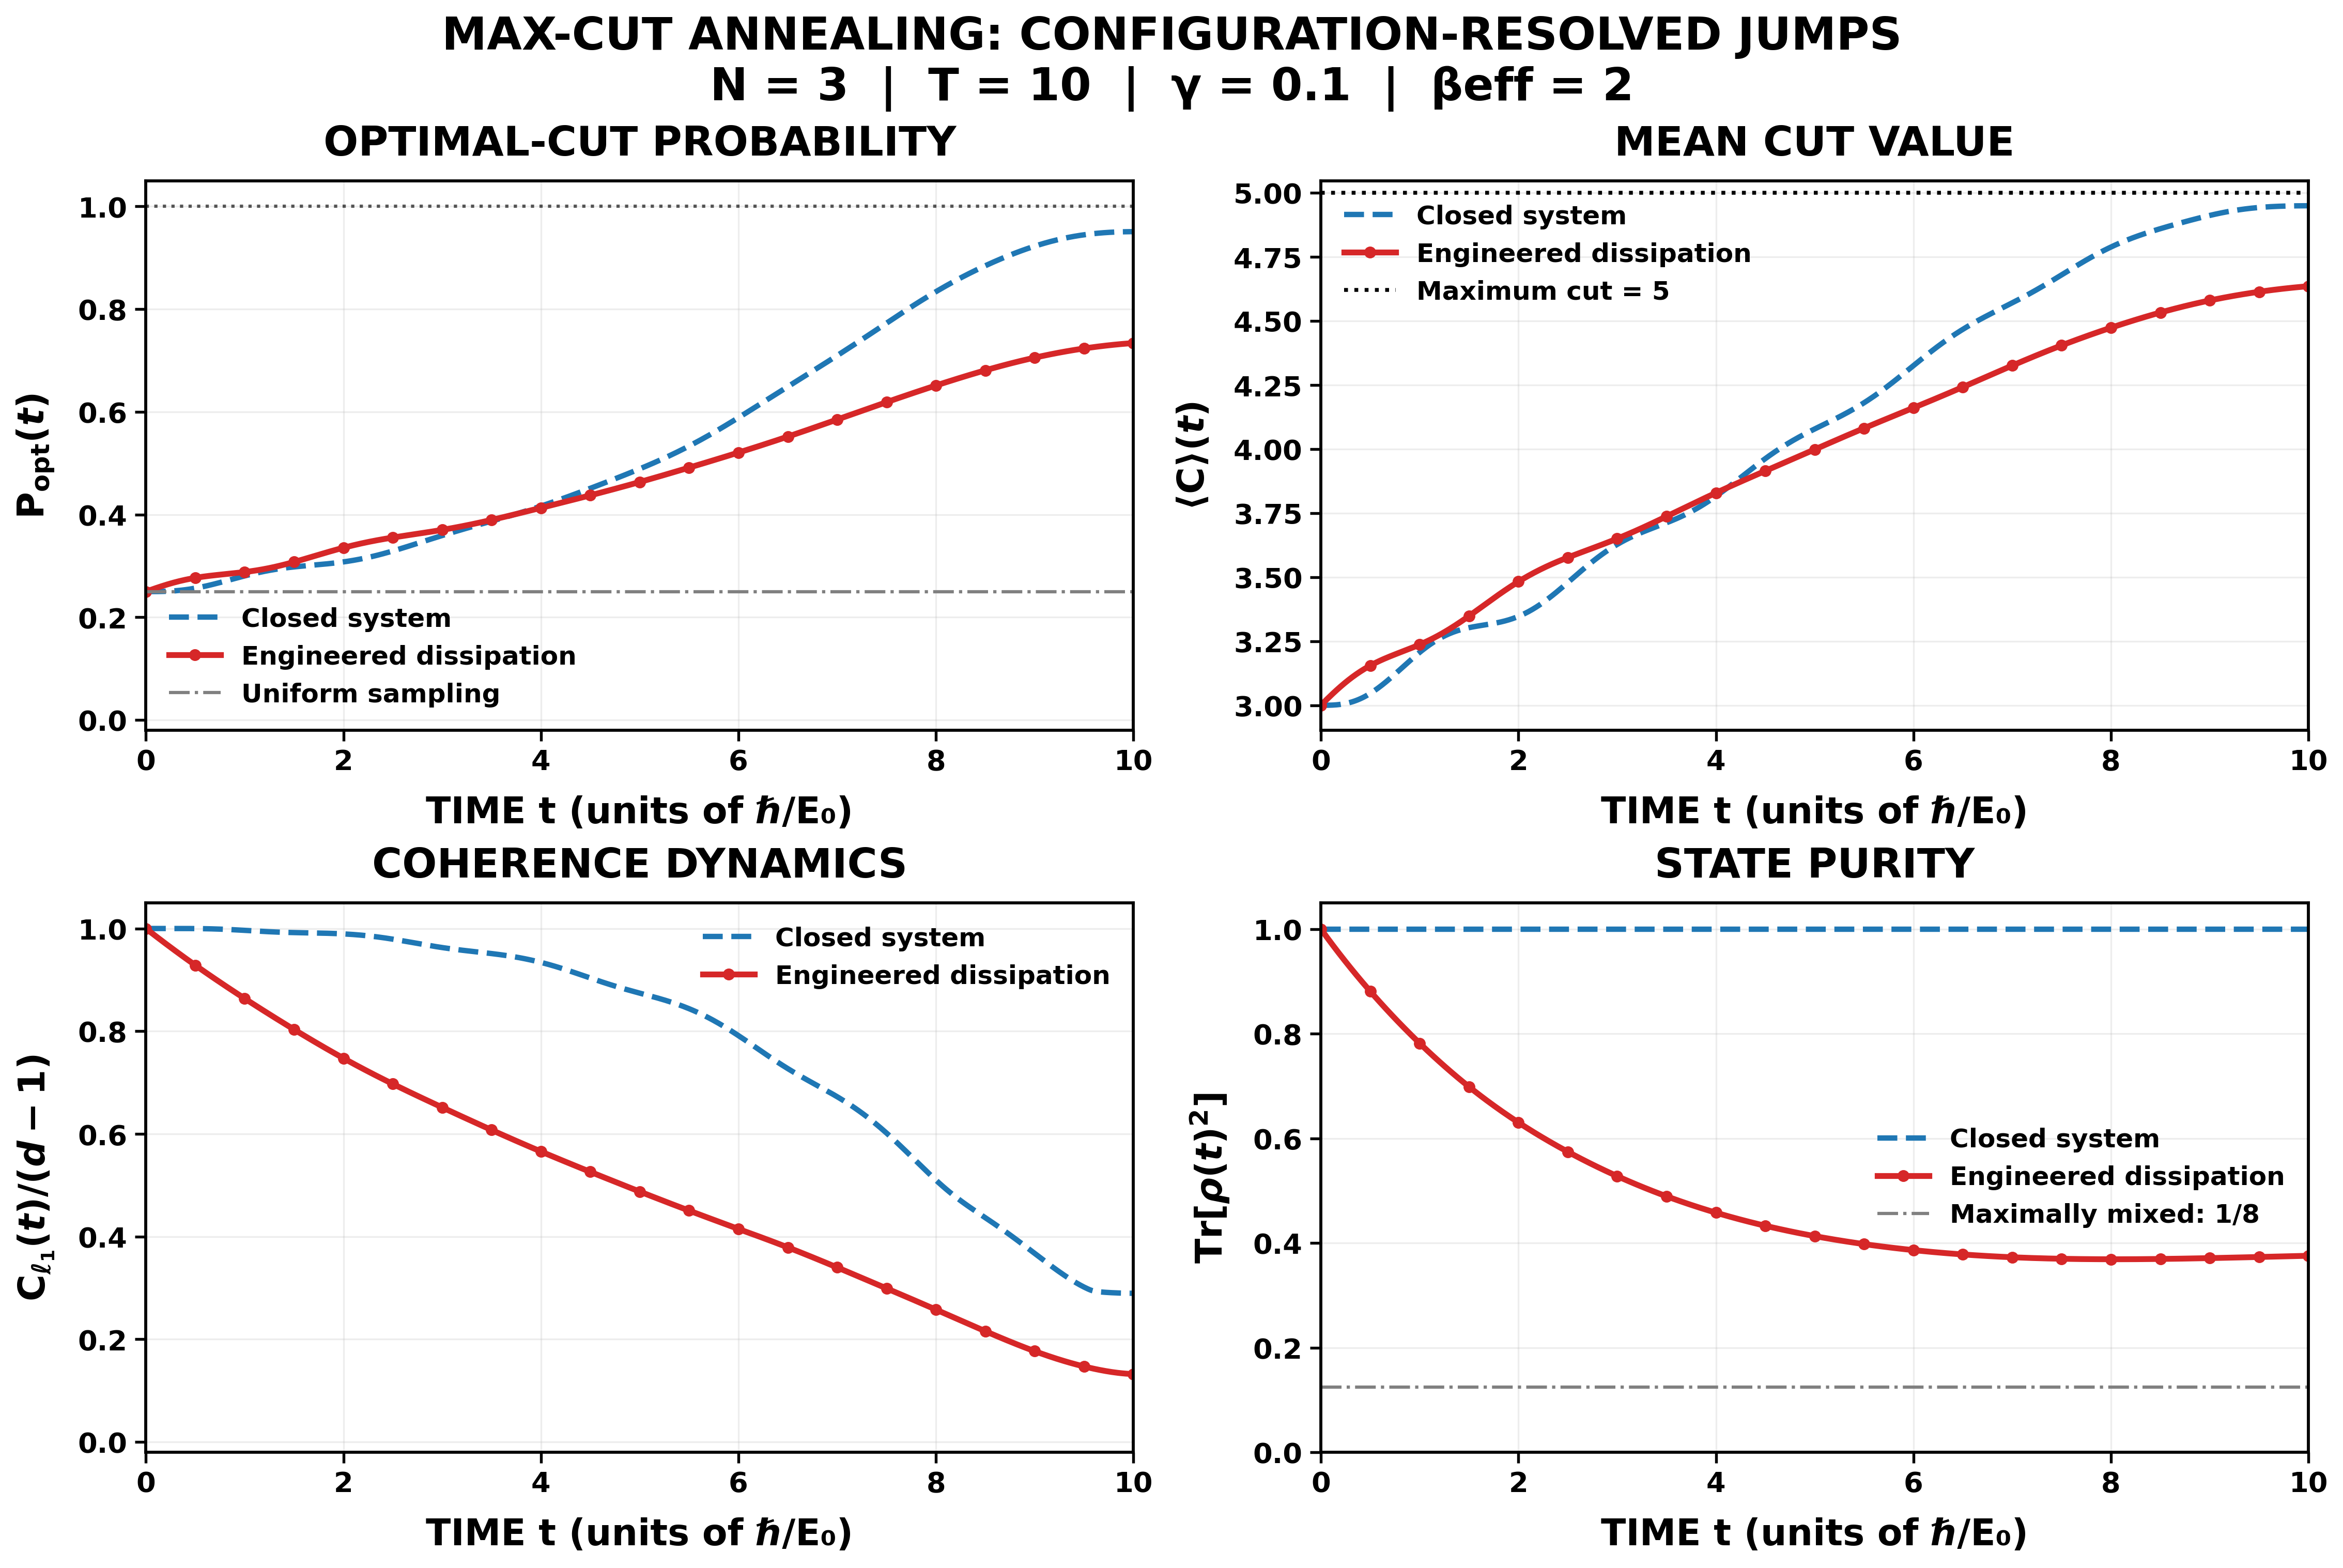 MAX-CUT ANNEALING: CONFIGURATION-RESOLVED JUMPS
N = 3 | T = 10 | γ = 0.1 | βeff = 2
OPTIMAL-CUT PROBABILITY
P_opt(t)
1.0
0.8
0.6
0.4
0.2
0.0
Closed system
Engineered dissipation
Uniform sampling
0 2 4 6 8 10
TIME t (units of ℏ/E₀)
MEAN CUT VALUE
⟨C⟩(t)
5.00
4.75
4.50
4.25
4.00
3.75
3.50
3.25
3.00
Closed system
Engineered dissipation
Maximum cut = 5
0 2 4 6 8 10
TIME t (units of ℏ/E₀)
COHERENCE DYNAMICS
C_ℓ₁(t)/(d − 1)
1.0
0.8
0.6
0.4
0.2
0.0
Closed system
Engineered dissipation
0 2 4 6 8 10
TIME t (units of ℏ/E₀)
STATE PURITY
Tr[ρ(t)²]
1.0
0.8
0.6
0.4
0.2
0.0
Closed system
Engineered dissipation
Maximally mixed: 1/8
0 2 4 6 8 10
TIME t (units of ℏ/E₀)